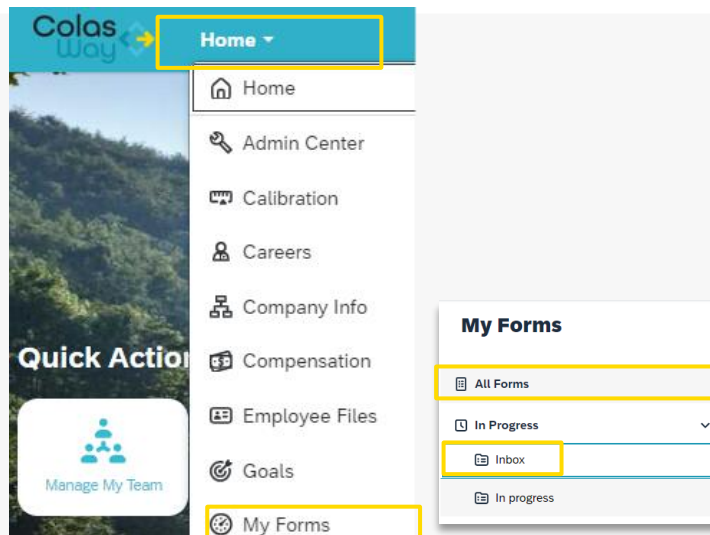 Colas
Way
Home
Home
Admin Center
Calibration
Careers
Company Info
Compensation
Employee Files
Goals
My Forms
Quick Action
Manage My Team
My Forms
All Forms
In Progress
Inbox
In progress